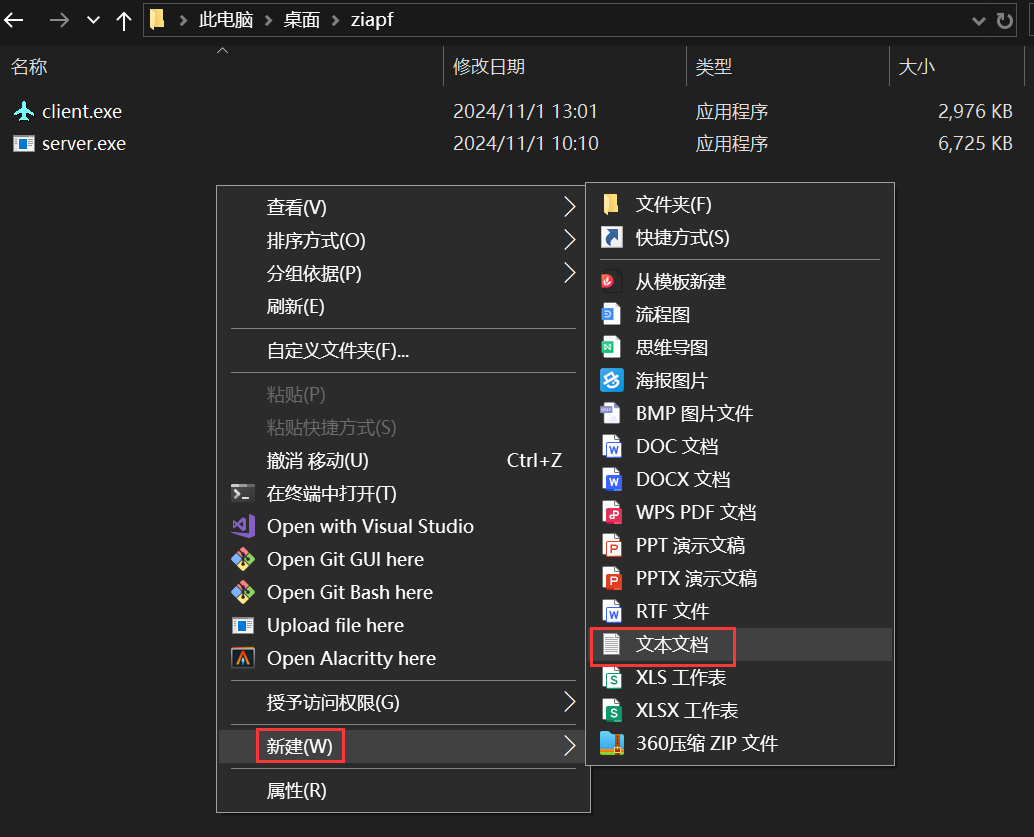 此电脑 桌面 ziapf
名称 修改日期 类型 大小
client.exe 2024/11/1 13:01 应用程序 2,976 KB
server.exe 2024/11/1 10:10 应用程序 6,725 KB
查看(V)
排序方式(O)
分组依据(P)
刷新(E)
自定义文件夹(F)...
粘贴(P)
粘贴快捷方式(S)
撤消 移动(U) Ctrl+Z
在终端中打开(T)
Open with Visual Studio
Open Git GUI here
Open Git Bash here
Upload file here
Open Alacritty here
授予访问权限(G)
新建(W)
属性(R)
文件夹(F)
快捷方式(S)
从模板新建
流程图
思维导图
海报图片
BMP 图片文件
DOC 文档
DOCX 文档
WPS PDF 文档
PPT 演示文稿
PPTX 演示文稿
RTF 文件
文本文档
XLS 工作表
XLSX 工作表
360压缩 ZIP 文件